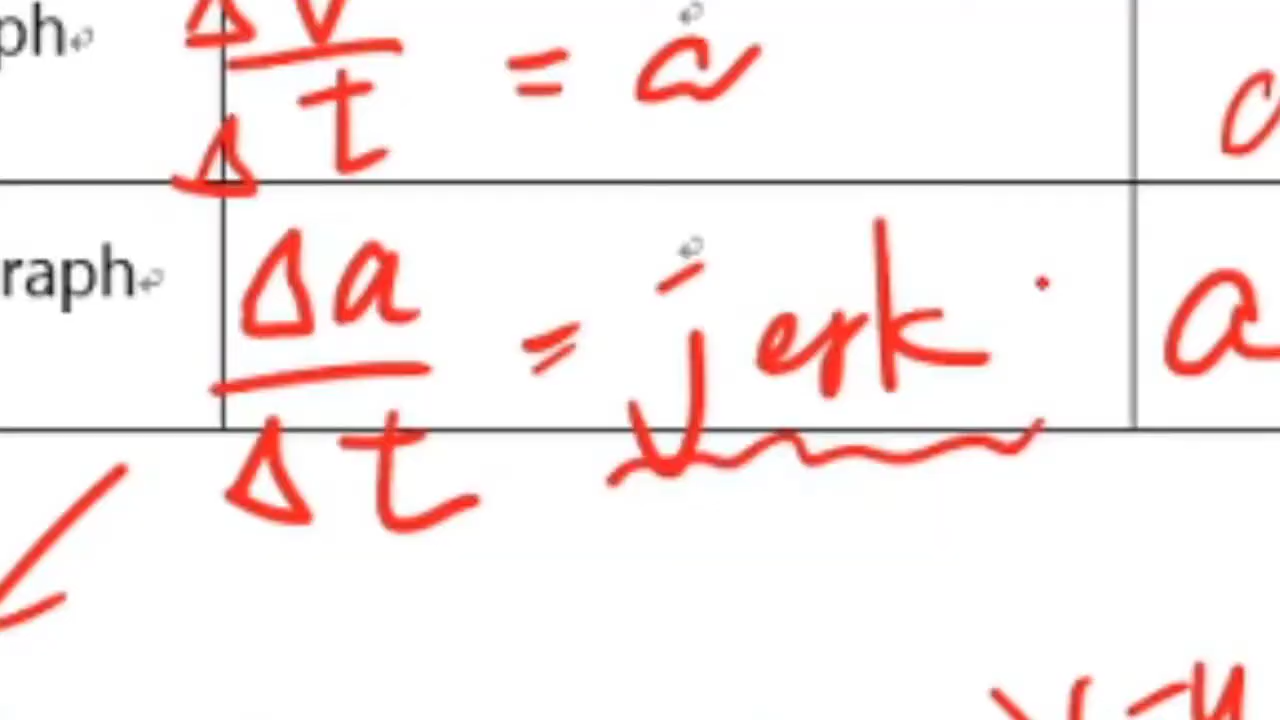 ph
Δv
= a
Δt
raph
Δa
= jerk
a
Δt
v-u